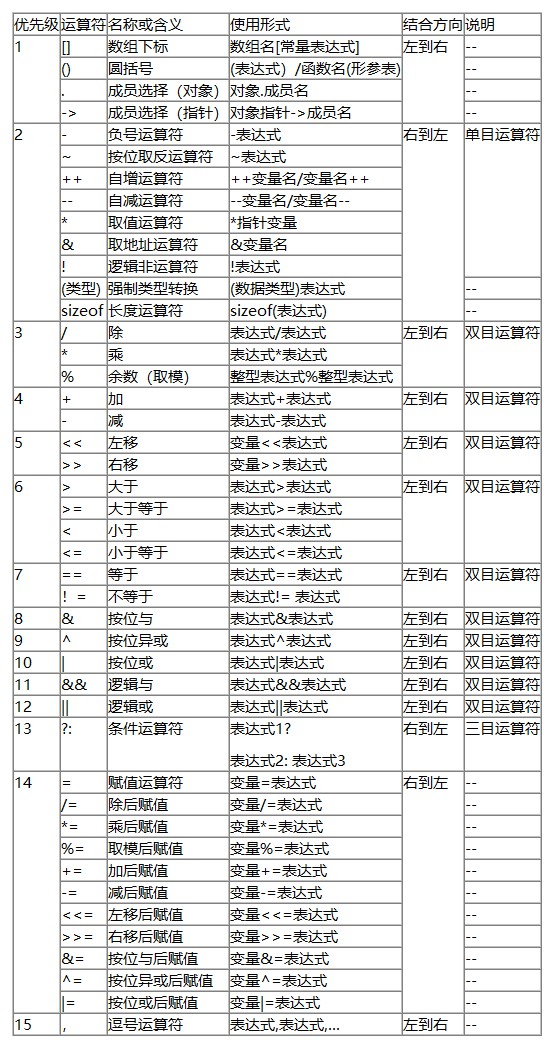 优先级 运算符 名称或含义 使用形式 结合方向 说明
1 [] 数组下标 数组名[常量表达式] 左到右 --
() 圆括号 (表达式）/函数名(形参表) --
. 成员选择（对象） 对象.成员名 --
-> 成员选择（指针） 对象指针->成员名 --
2 - 负号运算符 -表达式 右到左 单目运算符
~ 按位取反运算符 ~表达式
++ 自增运算符 ++变量名/变量名++
-- 自减运算符 --变量名/变量名--
* 取值运算符 *指针变量
& 取地址运算符 &变量名
! 逻辑非运算符 !表达式
(类型) 强制类型转换 (数据类型)表达式 --
sizeof 长度运算符 sizeof(表达式) --
3 / 除 表达式/表达式 左到右 双目运算符
* 乘 表达式*表达式
% 余数（取模） 整型表达式%整型表达式
4 + 加 表达式+表达式 左到右 双目运算符
- 减 表达式-表达式
5 << 左移 变量<<表达式 左到右 双目运算符
>> 右移 变量>>表达式
6 > 大于 表达式>表达式 左到右 双目运算符
>= 大于等于 表达式>=表达式
< 小于 表达式<表达式
<= 小于等于 表达式<=表达式
7 == 等于 表达式==表达式 左到右 双目运算符
！= 不等于 表达式!= 表达式
8 & 按位与 表达式&表达式 左到右 双目运算符
9 ^ 按位异或 表达式^表达式 左到右 双目运算符
10 | 按位或 表达式|表达式 左到右 双目运算符
11 && 逻辑与 表达式&&表达式 左到右 双目运算符
12 || 逻辑或 表达式||表达式 左到右 双目运算符
13 ?: 条件运算符 表达式1? 右到左 三目运算符
表达式2: 表达式3
14 = 赋值运算符 变量=表达式 右到左 --
/= 除后赋值 变量/=表达式 --
*= 乘后赋值 变量*=表达式 --
%= 取模后赋值 变量%=表达式 --
+= 加后赋值 变量+=表达式 --
-= 减后赋值 变量-=表达式 --
<<= 左移后赋值 变量<<=表达式 --
>>= 右移后赋值 变量>>=表达式 --
&= 按位与后赋值 变量&=表达式 --
^= 按位异或后赋值 变量^=表达式 --
|= 按位或后赋值 变量|=表达式 --
15 , 逗号运算符 表达式,表达式,... 左到右 --